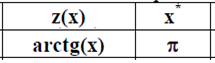 z(x) x*
arctg(x) π